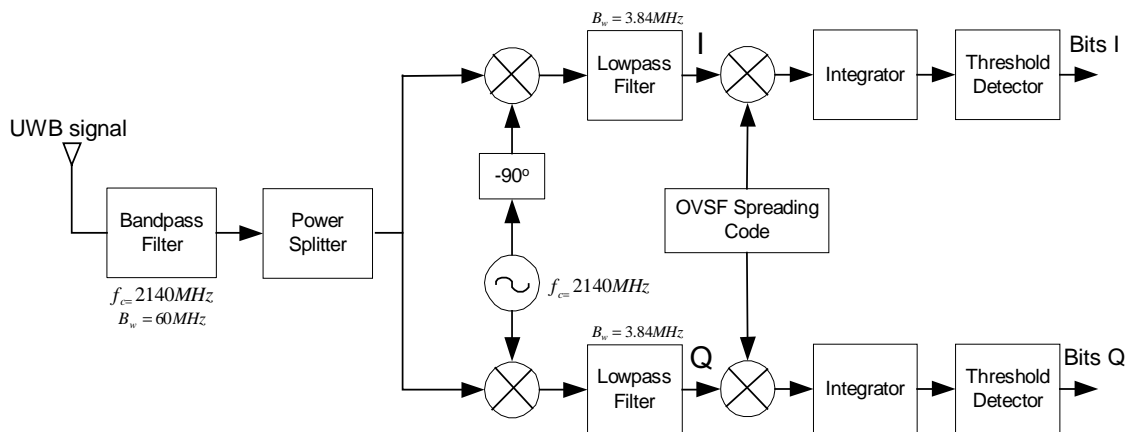 B_w = 3.84MHz
I
Bits I
Lowpass
Filter
Integrator
Threshold
Detector
UWB signal
-90º
Bandpass
Filter
Power
Splitter
OVSF Spreading
Code
f_c= 2140MHz
B_w = 60MHz
f_c= 2140MHz
B_w = 3.84MHz
Q
Bits Q
Lowpass
Filter
Integrator
Threshold
Detector